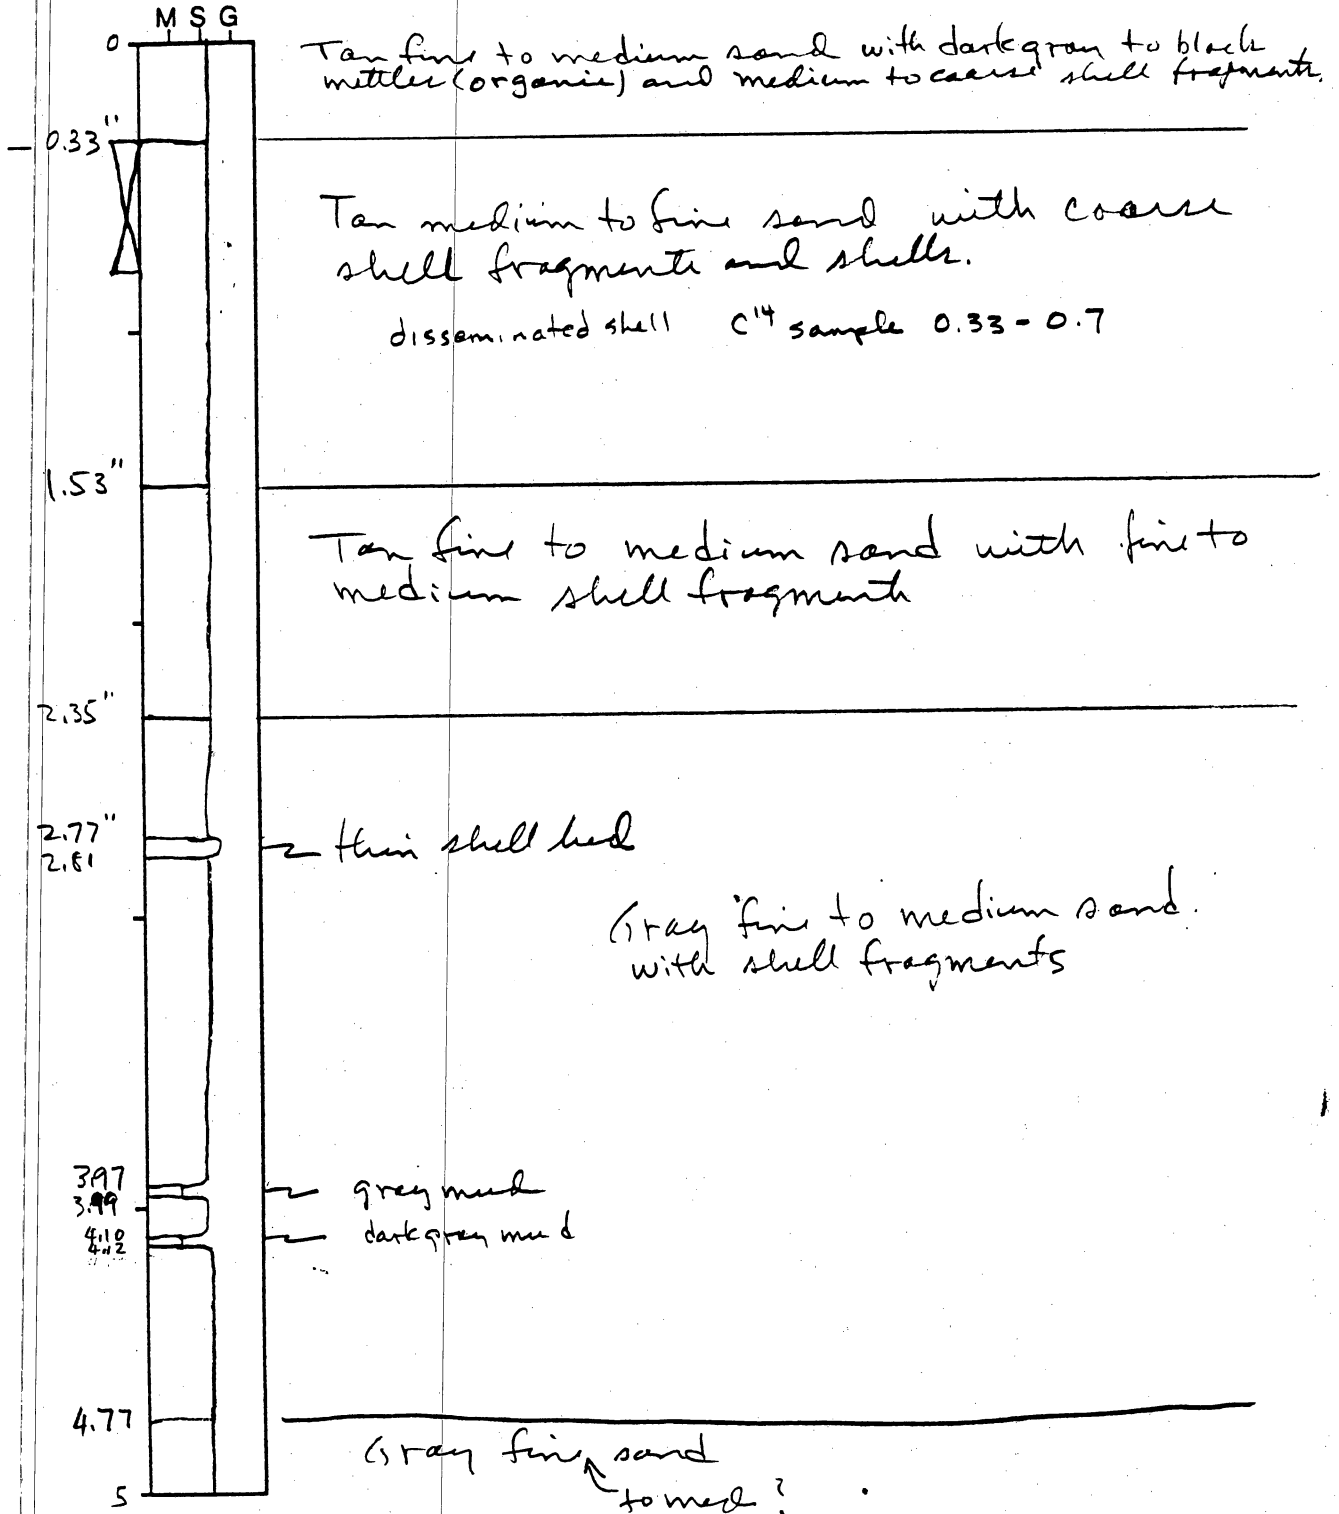 M S G
0
Tan fine to medium sand with dark gray to black
mottles (organic) and medium to coarse shell fragments.
0.33"
Tan medium to fine sand with coarse
shell fragments and shells.
disseminated shell C14 sample 0.33 - 0.7
1.53"
Tan fine to medium sand with fine to
medium shell fragments
2.35"
2.77"
thin shell bed
2.81
Gray fine to medium sand.
with shell fragments
3.97
gray mud
3.99
4.10
dark gray mud
4.12
4.77
Gray fine sand
to med?
5